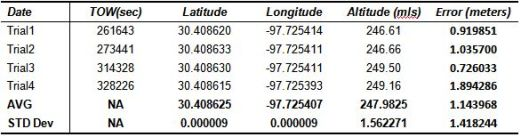 Date TOW(sec) Latitude Longitude Altitude (mls) Error (meters)
Trial1 261643 30.408620 -97.725414 246.61 0.919851
Trial2 273441 30.408633 -97.725411 246.66 1.035700
Trial3 314328 30.408630 -97.725411 249.50 0.726033
Trial4 328226 30.408615 -97.725393 249.16 1.894286
AVG NA 30.408625 -97.725407 247.9825 1.143968
STD Dev NA 0.000009 0.000009 1.562271 1.418244